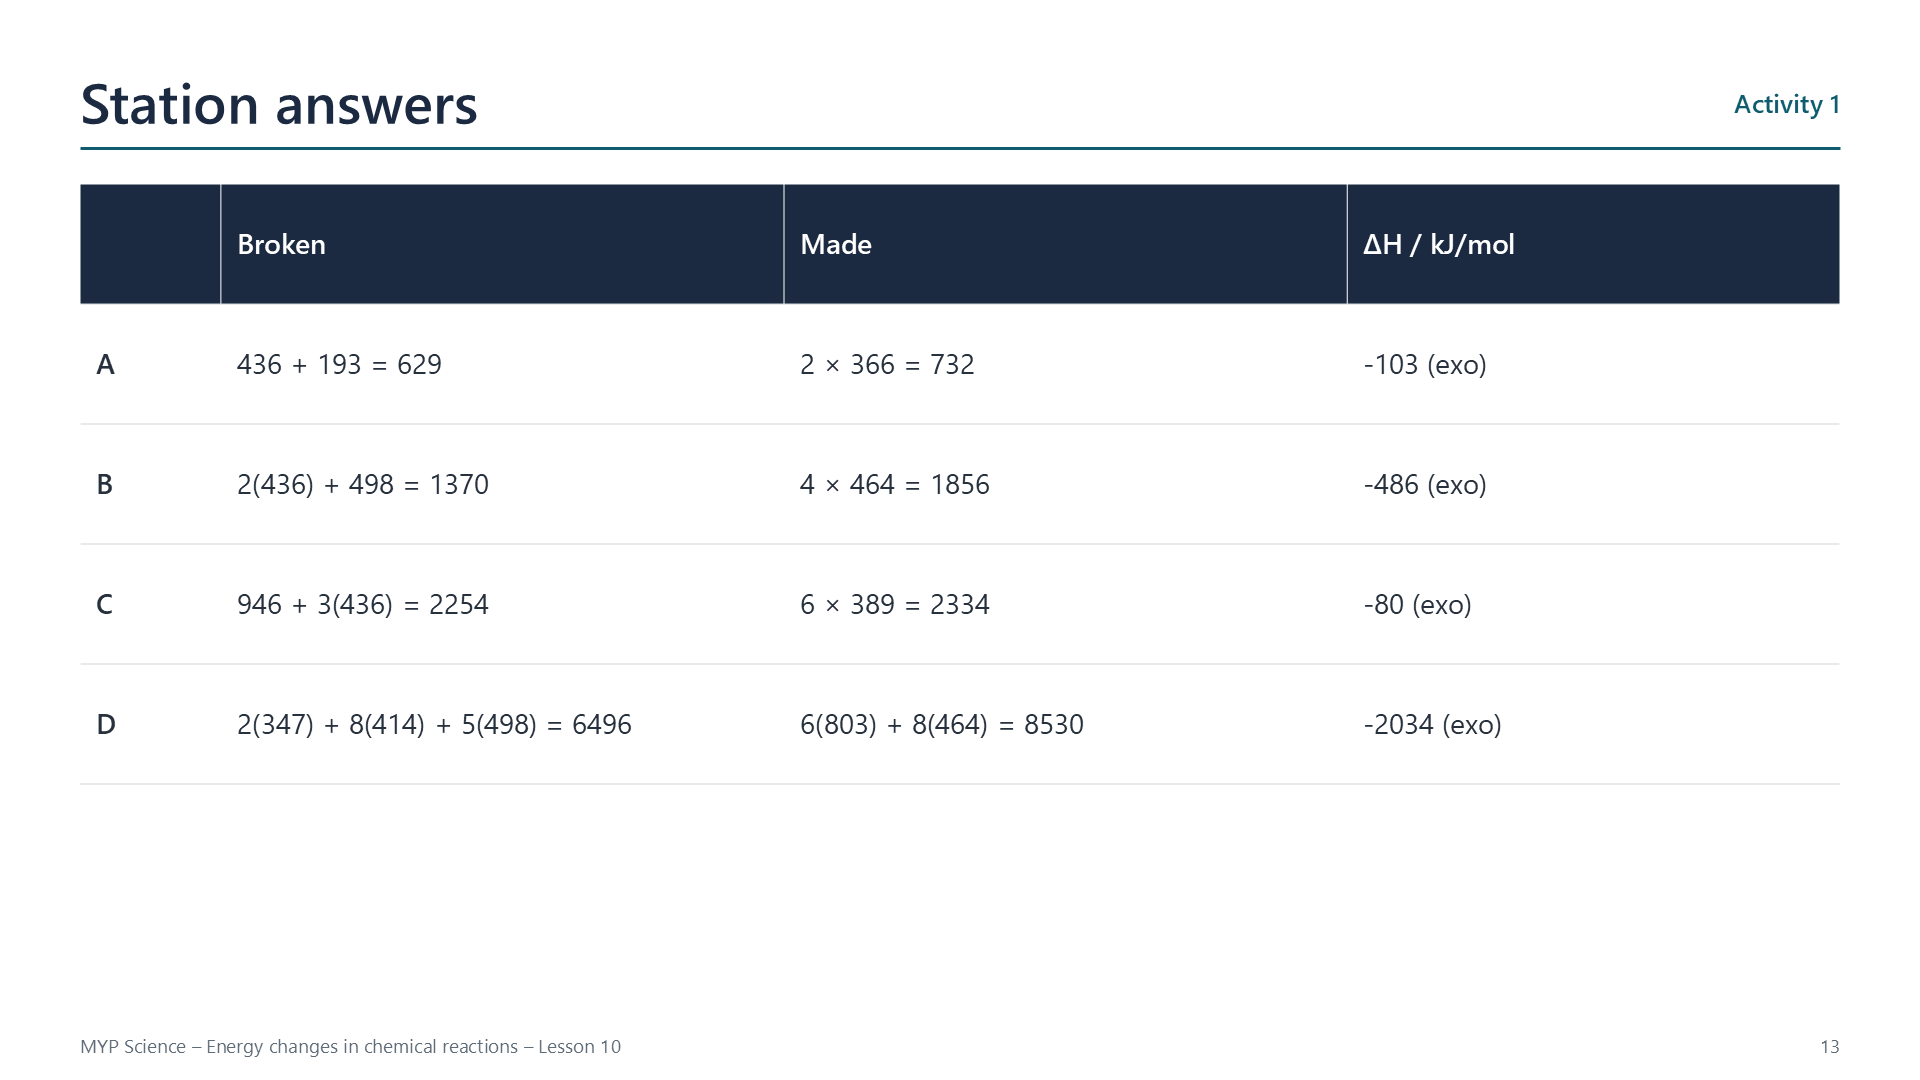 Station answers
Activity 1
Broken Made ΔH / kJ/mol
A 436 + 193 = 629 2 × 366 = 732 -103 (exo)
B 2(436) + 498 = 1370 4 × 464 = 1856 -486 (exo)
C 946 + 3(436) = 2254 6 × 389 = 2334 -80 (exo)
D 2(347) + 8(414) + 5(498) = 6496 6(803) + 8(464) = 8530 -2034 (exo)
MYP Science – Energy changes in chemical reactions – Lesson 10
13